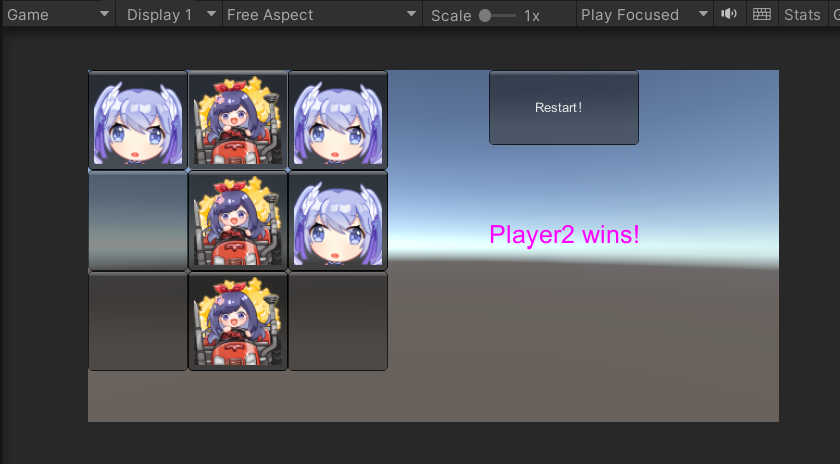 Game Display 1 Free Aspect Scale 1x Play Focused Stats
Restart!
Player2 wins!